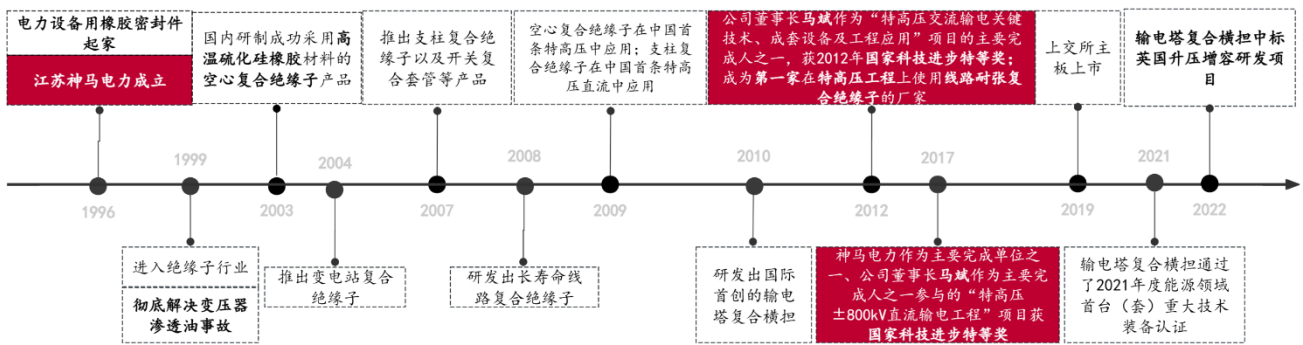 电力设备用橡胶密封件
起家
江苏神马电力成立
国内研制成功采用高
温硫化硅橡胶材料的
空心复合绝缘子产品
推出支柱复合绝
缘子以及开关复
合套管等产品
空心复合绝缘子在中国首
条特高压中应用；支柱复
合绝缘子在中国首条特高
压直流中应用
公司董事长马斌作为“特高压交流输电关键
技术、成套设备及工程应用”项目的主要完
成人之一，获2012年国家科技进步特等奖；
成为第一家在特高压工程上使用线路耐张复
合绝缘子的厂家
上交所主
板上市
输电塔复合横担中标
英国升压增容研发项
目
1999
2004
2008
2010
2017
2021
1996
2003
2007
2009
2012
2019
2022
进入绝缘子行业
彻底解决变压器
渗透油事故
推出变电站复合
绝缘子
研发出长寿命线
路复合绝缘子
研发出国际
首创的输电
塔复合横担
神马电力作为主要完成单位之
一、公司董事长马斌作为主要完
成人之一参与的“特高压
±800kV直流输电工程”项目获
国家科技进步特等奖
输电塔复合横担通过
了2021年度能源领域
首台（套）重大技术
装备认证